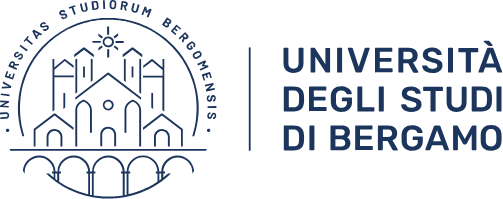 · UNIVERSITAS STUDIORUM BERGOMENSIS ·
UNIVERSITÀ
DEGLI STUDI
DI BERGAMO